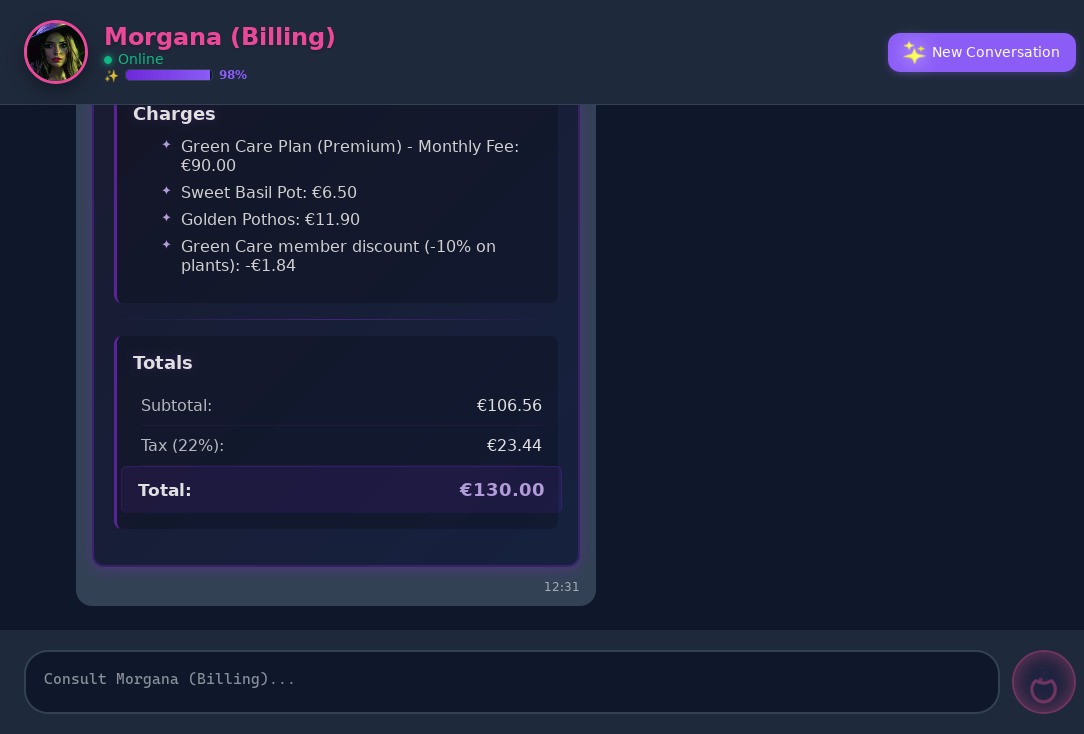 Morgana (Billing)
Online
98%
New Conversation
Charges
Green Care Plan (Premium) - Monthly Fee:
€90.00
Sweet Basil Pot: €6.50
Golden Pothos: €11.90
Green Care member discount (-10% on
plants): -€1.84
Totals
Subtotal: €106.56
Tax (22%): €23.44
Total: €130.00
12:31
Consult Morgana (Billing)...